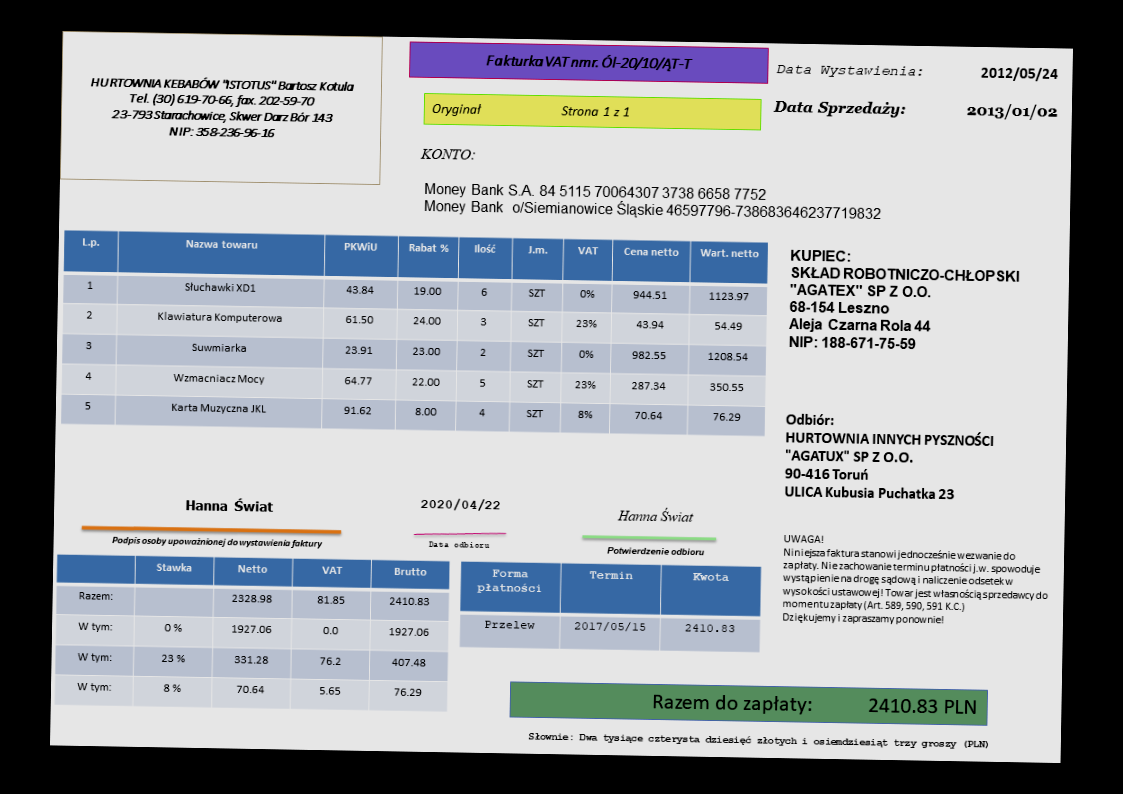 HURTOWNIA KEBABÓW "ISTOTUS" Bartosz Kotula
Tel. (30) 619-70-66, fax. 202-59-70
23-793 Starachowice, Skwer Darz Bór 143
NIP: 358-236-96-16
Fakturka VAT nmr. ÓI-20/10/ĄT-T
Oryginał Strona 1 z 1
Data Wystawienia: 2012/05/24
Data Sprzedaży: 2013/01/02
KONTO:
Money Bank S.A. 84 5115 70064307 3738 6658 7752
Money Bank o/Siemianowice Śląskie 46597796-738683646237719832
L.p. Nazwa towaru PKWiU Rabat % Ilość J.m. VAT Cena netto Wart. netto
1 Słuchawki XD1 43.84 19.00 6 SZT 0% 944.51 1123.97
2 Klawiatura Komputerowa 61.50 24.00 3 SZT 23% 43.94 54.49
3 Suwmiarka 23.91 23.00 2 SZT 0% 982.55 1208.54
4 Wzmacniacz Mocy 64.77 22.00 5 SZT 23% 287.34 350.55
5 Karta Muzyczna JKL 91.62 8.00 4 SZT 8% 70.64 76.29
KUPIEC:
SKŁAD ROBOTNICZO-CHŁOPSKI
"AGATEX" SP Z O.O.
68-154 Leszno
Aleja Czarna Rola 44
NIP: 188-671-75-59
Odbiór:
HURTOWNIA INNYCH PYSZNOŚCI
"AGATUX" SP Z O.O.
90-416 Toruń
ULICA Kubusia Puchatka 23
Hanna Świat
Podpis osoby upoważnionej do wystawienia faktury
2020/04/22
Data odbioru
Hanna Świat
Potwierdzenie odbioru
UWAGA!
Niniejsza faktura stanowi jednocześnie wezwanie do
zapłaty. Nie zachowanie terminu płatności j.w. spowoduje
wystąpienie na drogę sądową i naliczenie odsetek w
wysokości ustawowej! Towar jest własnością sprzedawcy do
momentu zapłaty (Art. 589, 590, 591 K.C.)
Dziękujemy i zapraszamy ponownie!
Stawka Netto VAT Brutto
Razem: 2328.98 81.85 2410.83
W tym: 0 % 1927.06 0.0 1927.06
W tym: 23 % 331.28 76.2 407.48
W tym: 8 % 70.64 5.65 76.29
Forma płatności Termin Kwota
Przelew 2017/05/15 2410.83
Razem do zapłaty: 2410.83 PLN
Słownie: Dwa tysiące czterysta dziesięć złotych i osiemdziesiąt trzy groszy (PLN)